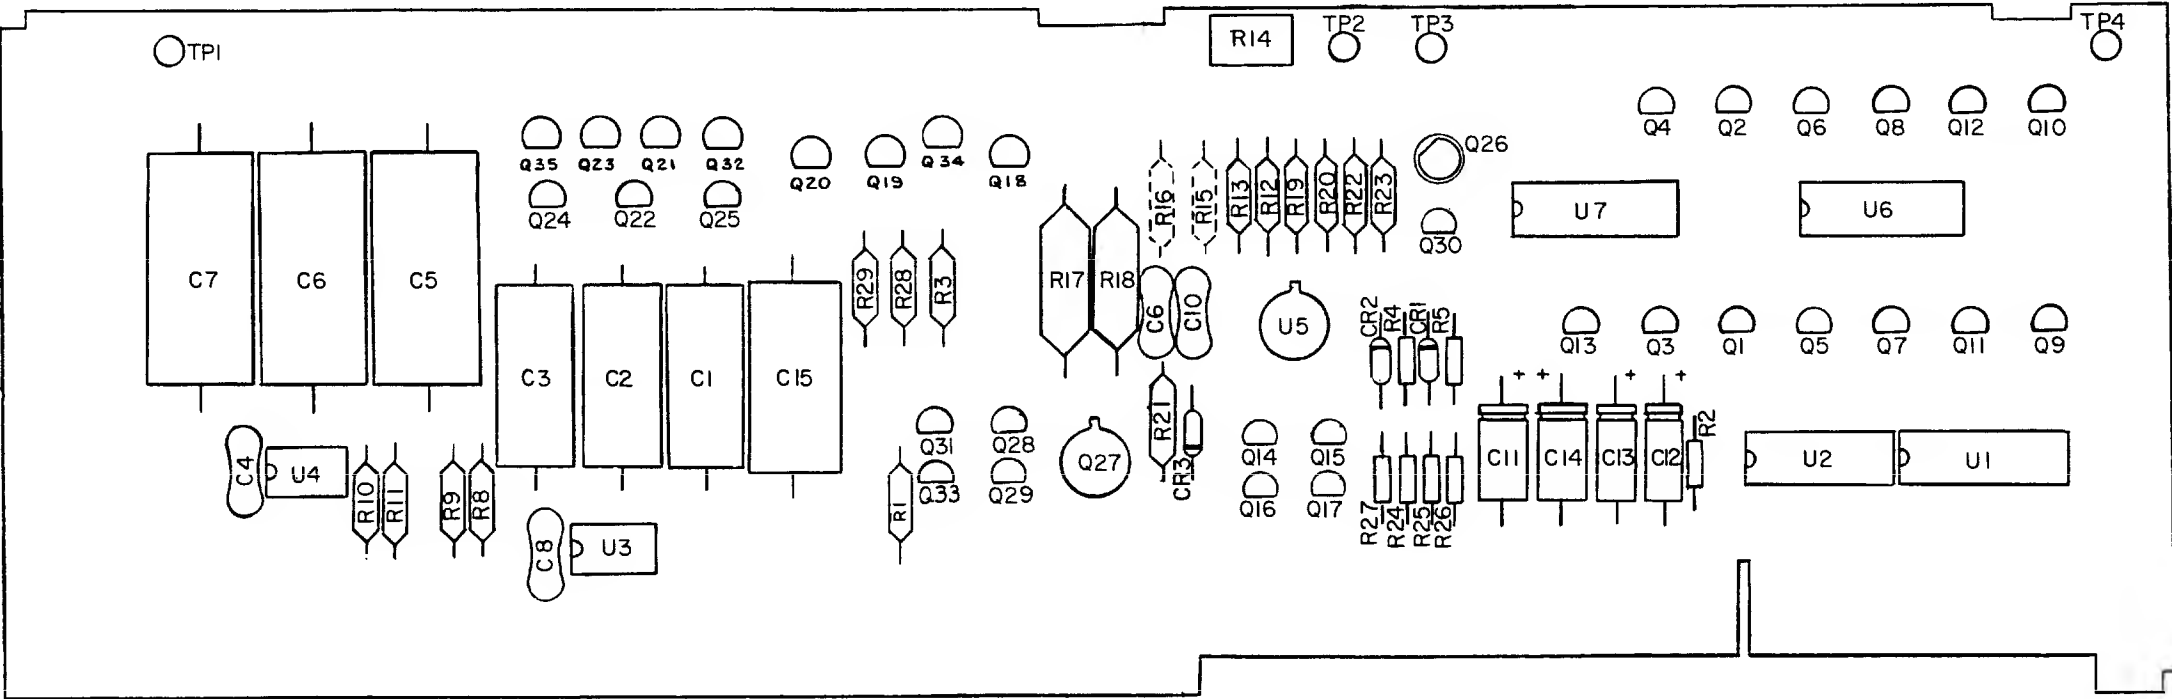 TP1
R14
TP2
TP3
TP4
Q4
Q2
Q6
Q8
Q12
Q10
Q35
Q23
Q21
Q32
Q20
Q19
Q34
Q18
Q26
Q24
Q22
Q25
R16
R15
R13
R12
R19
R20
R22
R23
Q30
U7
U6
C7
C6
C5
R29
R28
R3
R17
R18
C6
C10
U5
CR2
R4
CR1
R5
Q13
Q3
Q1
Q5
Q7
Q11
Q9
C3
C2
C1
C15
+ + + +
R21
CR3
Q31
Q28
Q27
Q14
Q15
C11
C14
C13
C12
R2
U2
U1
C4
U4
R10
R11
R9
R8
R1
Q33
Q29
Q16
Q17
R27
R24
R25
R26
C8
U3